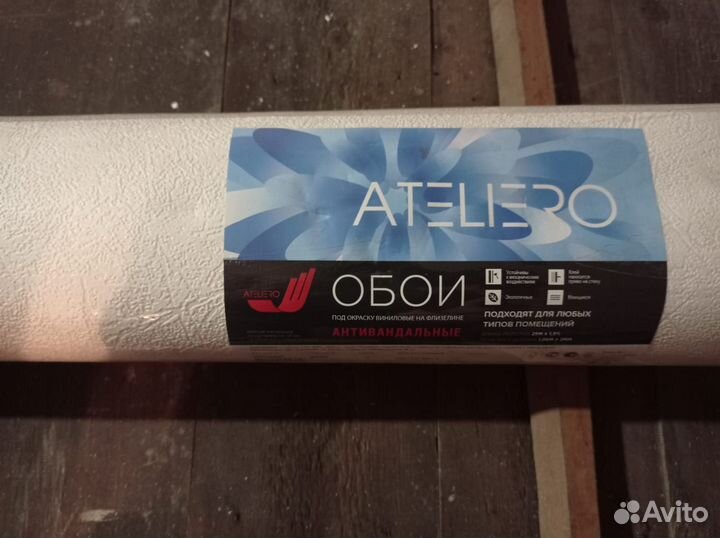 ATELIERO
ATELIERO
ОБОИ
ПОД ОКРАСКУ ВИНИЛОВЫЕ НА ФЛИЗЕЛИНЕ
АНТИВАНДАЛЬНЫЕ
Устойчивы
к механическим
воздействиям
Клей
наносится
прямо на стену
Экологичные
Моющиеся
ПОДХОДЯТ ДЛЯ ЛЮБЫХ
ТИПОВ ПОМЕЩЕНИЙ
Avito